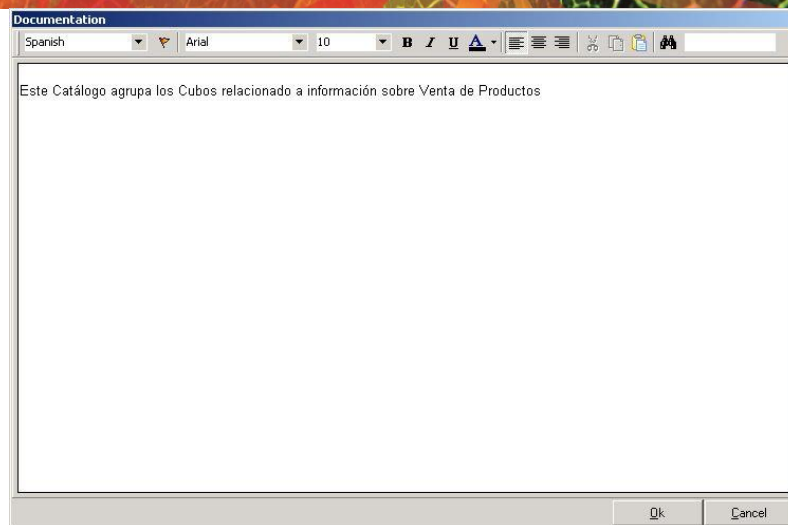 Documentation
Spanish Arial 10 B I U A
Este Catálogo agrupa los Cubos relacionado a información sobre Venta de Productos
Ok Cancel